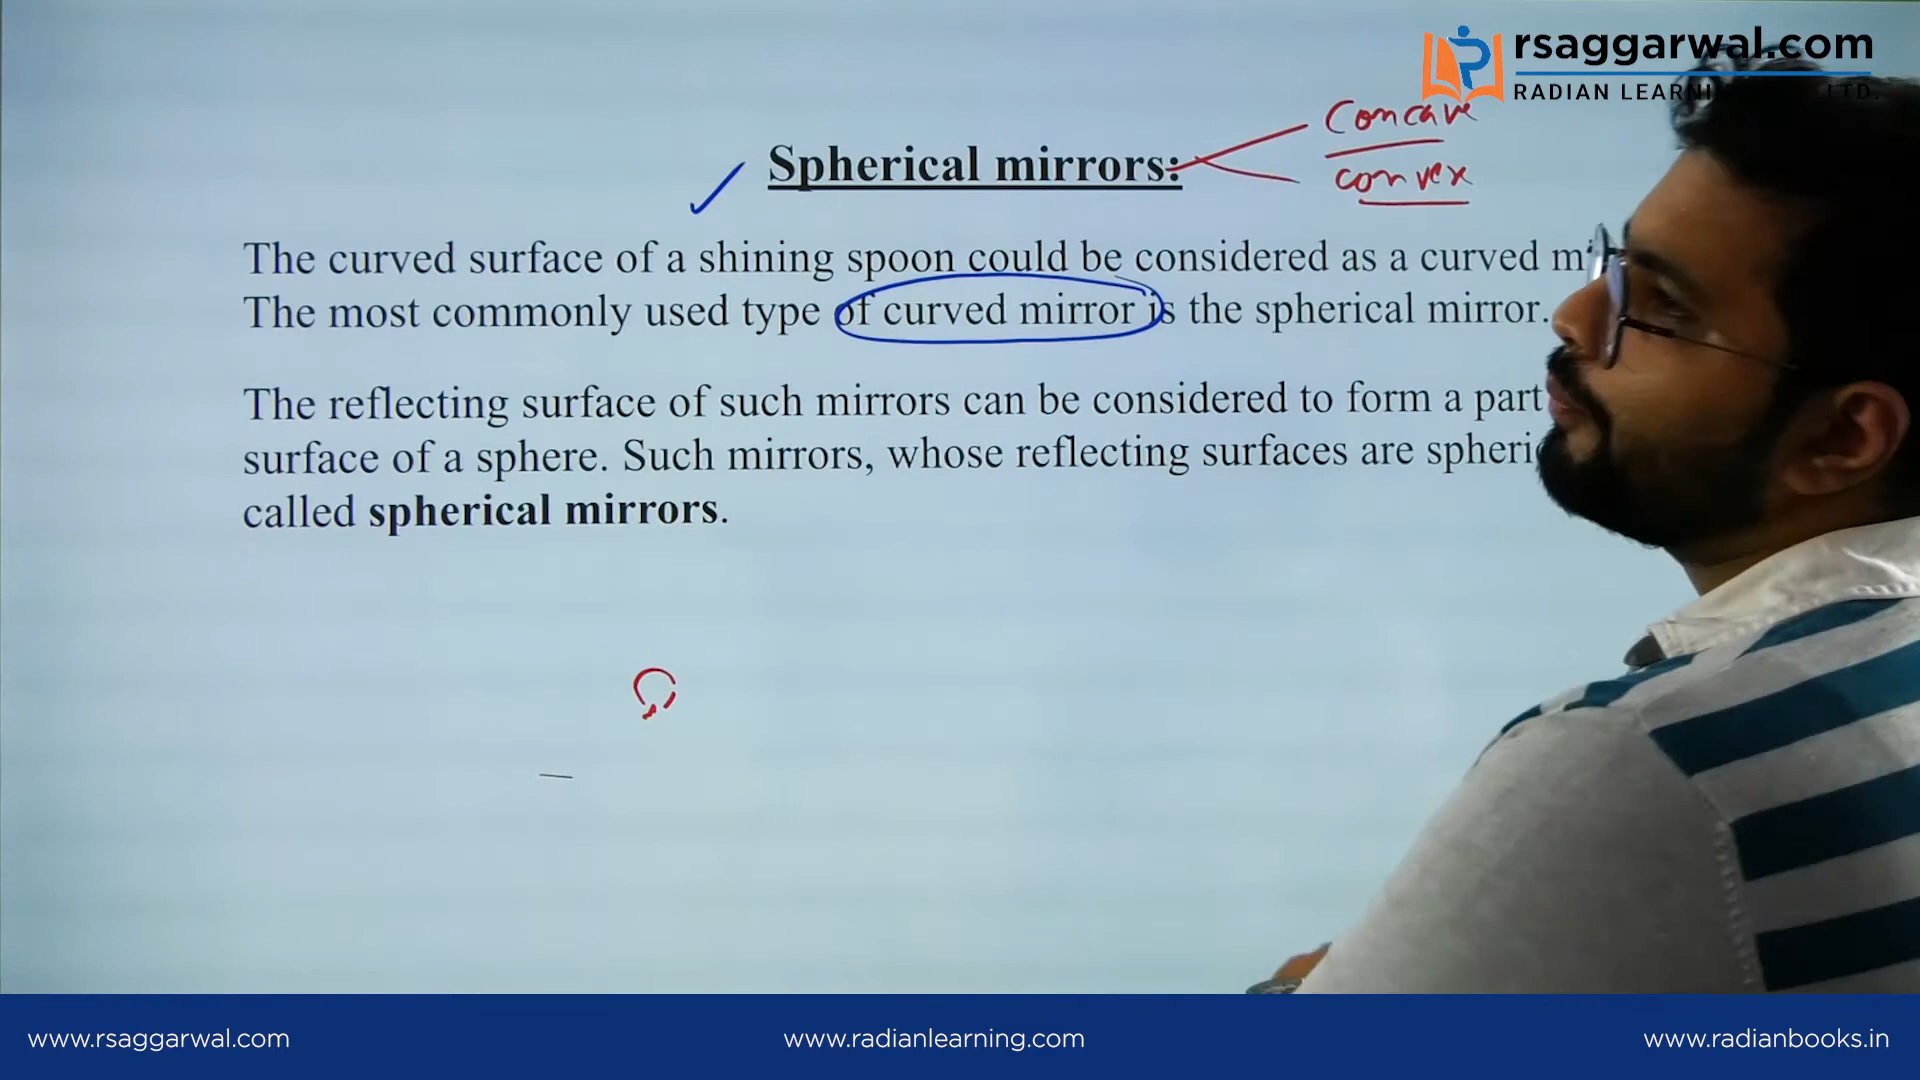 rsaggarwal.com
RADIAN LEARNI LTD.
Concave
Spherical mirrors:
convex
The curved surface of a shining spoon could be considered as a curved
The most commonly used type of curved mirror is the spherical mirror.
The reflecting surface of such mirrors can be considered to form a part
surface of a sphere. Such mirrors, whose reflecting surfaces are
called spherical mirrors.
www.rsaggarwal.com
www.radianlearning.com
www.radianbooks.in